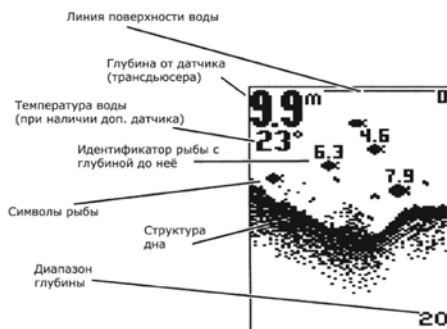 Линия поверхности воды
Глубина от датчика
(трансдьюсера)
9.9m
0
Температура воды
(при наличии доп. датчика)
23°
4.6
Идентификатор рыбы с
глубиной до неё
6.3
7.9
Символы рыбы
Структура
дна
Диапазон
глубины
20